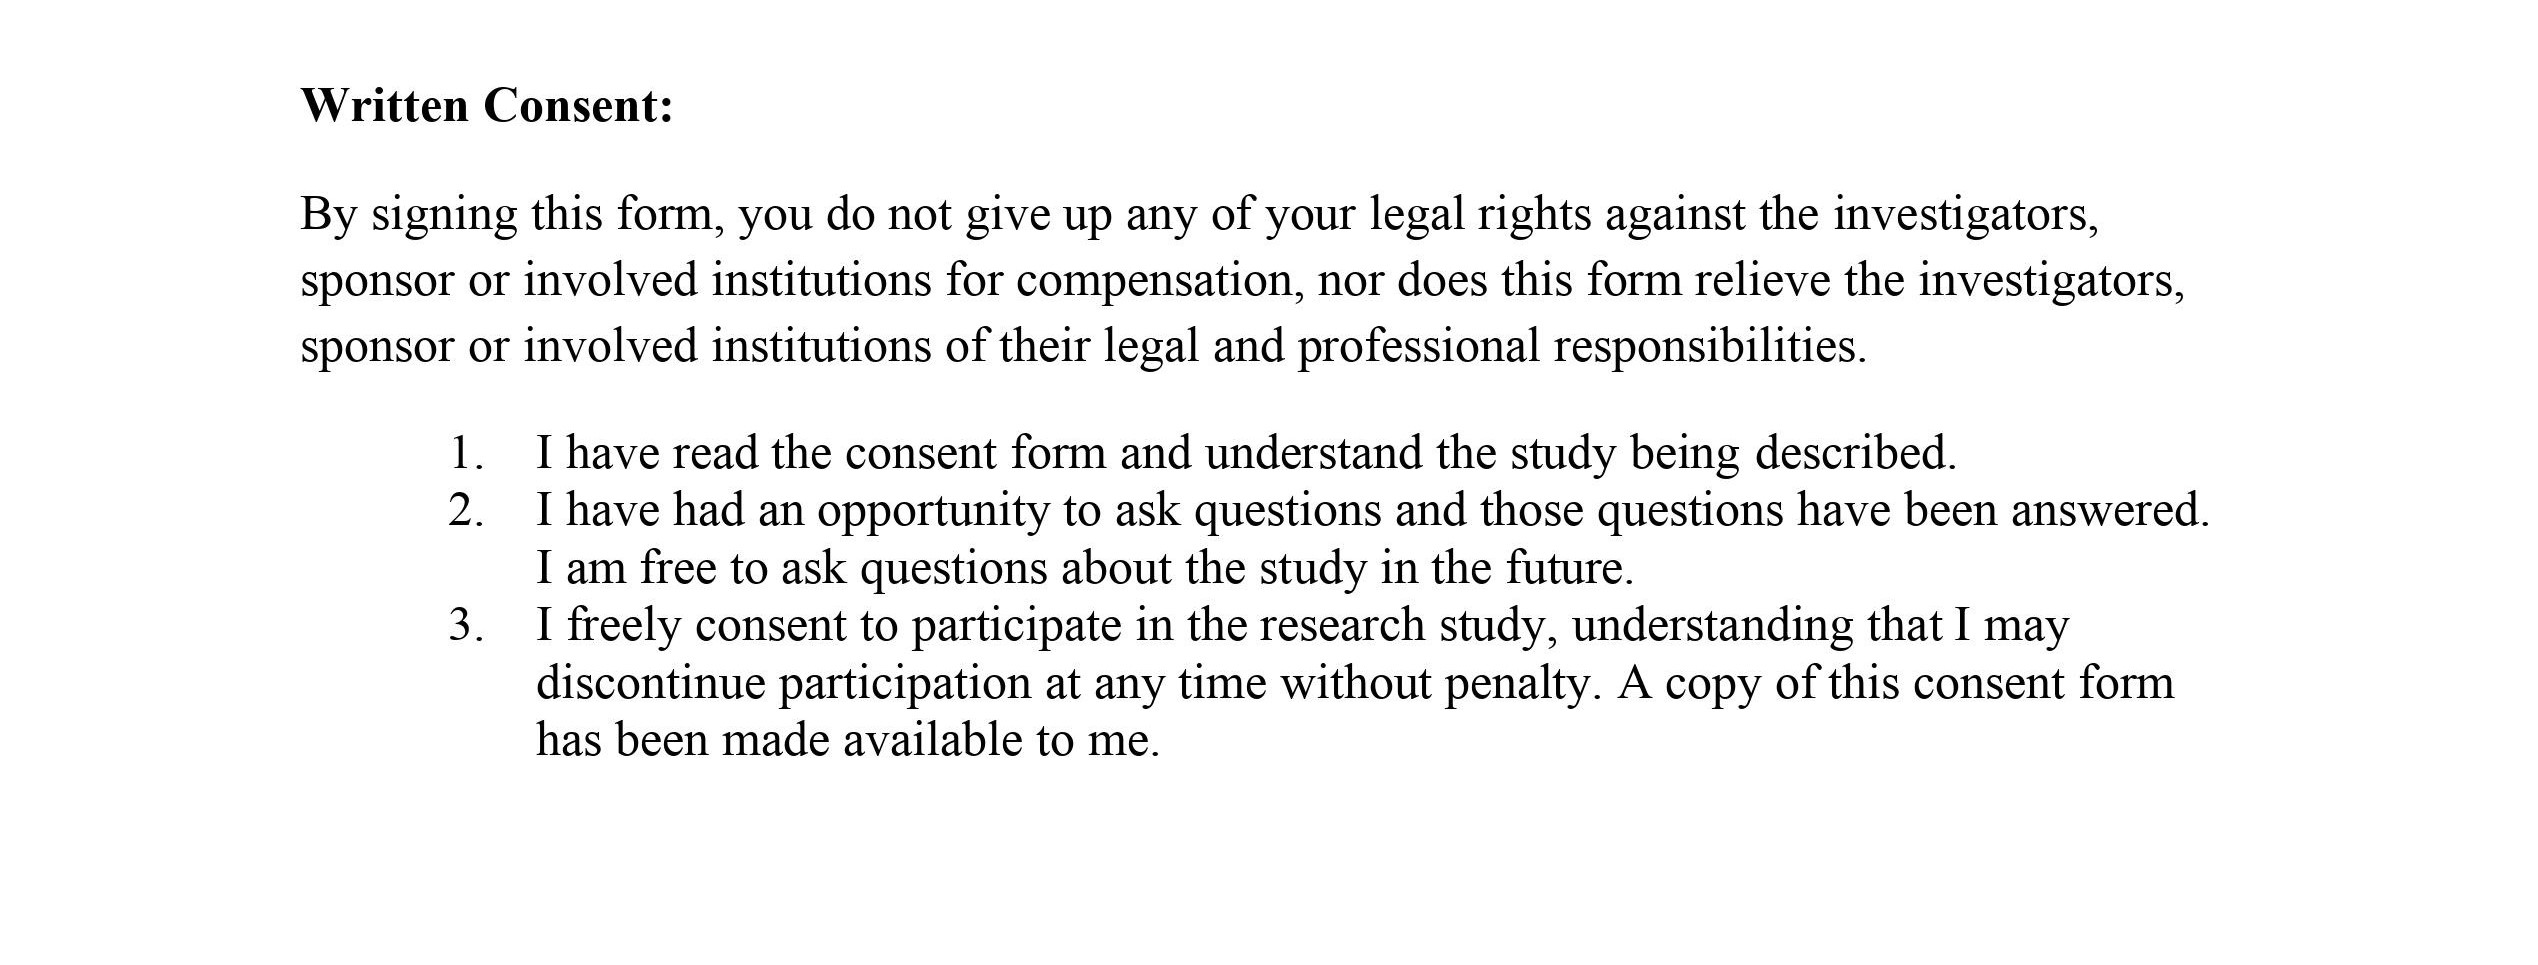 Written Consent:
By signing this form, you do not give up any of your legal rights against the investigators,
sponsor or involved institutions for compensation, nor does this form relieve the investigators,
sponsor or involved institutions of their legal and professional responsibilities.
1. I have read the consent form and understand the study being described.
2. I have had an opportunity to ask questions and those questions have been answered.
I am free to ask questions about the study in the future.
3. I freely consent to participate in the research study, understanding that I may
discontinue participation at any time without penalty. A copy of this consent form
has been made available to me.